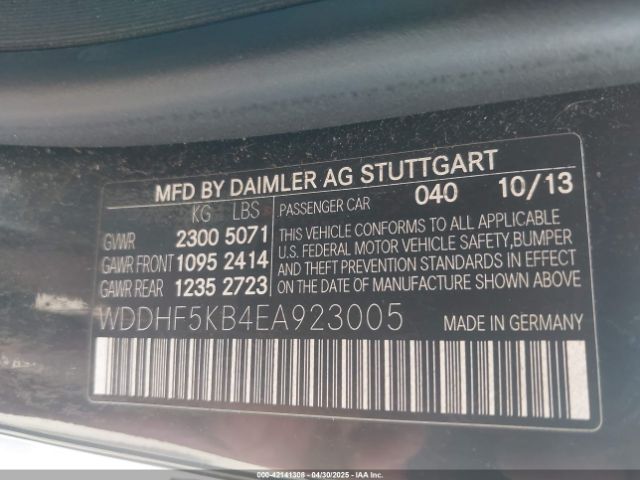 MFD BY DAIMLER AG STUTTGART
KG LBS
GVWR 2300 5071
GAWR FRONT 1095 2414
GAWR REAR 1235 2723
PASSENGER CAR 040 10/13
THIS VEHICLE CONFORMS TO ALL APPLICABLE
U.S. FEDERAL MOTOR VEHICLE SAFETY,BUMPER
AND THEFT PREVENTION STANDARDS IN EFFECT
ON THE DATE OF MANUFACTURE SHOWN ABOVE
WDDHF5KB4EA923005 MADE IN GERMANY
000-42141308 - 04/30/2025 - IAAI.COM